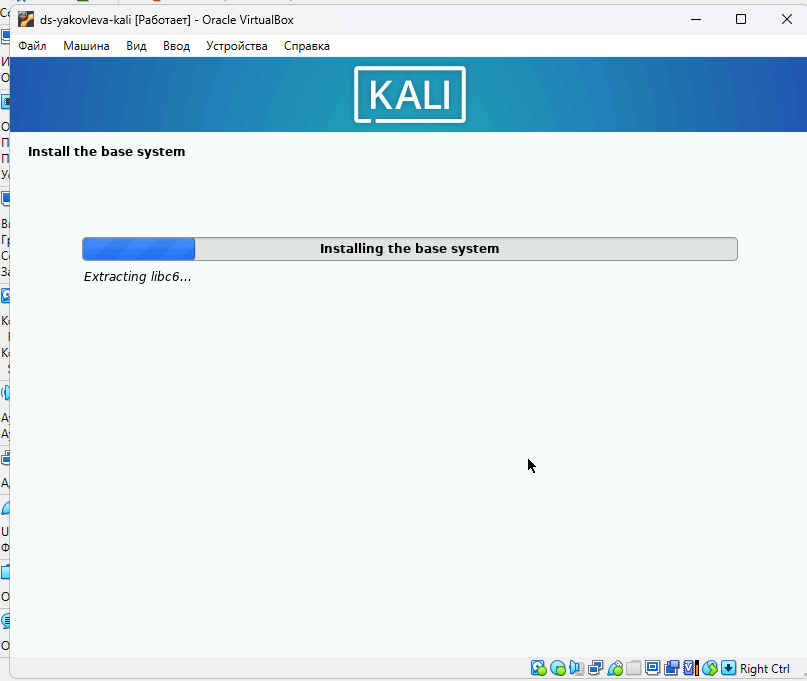 ds-yakovleva-kali [Работает] - Oracle VirtualBox
Файл Машина Вид Ввод Устройства Справка
KALI
Install the base system
Installing the base system
Extracting libc6...
Right Ctrl